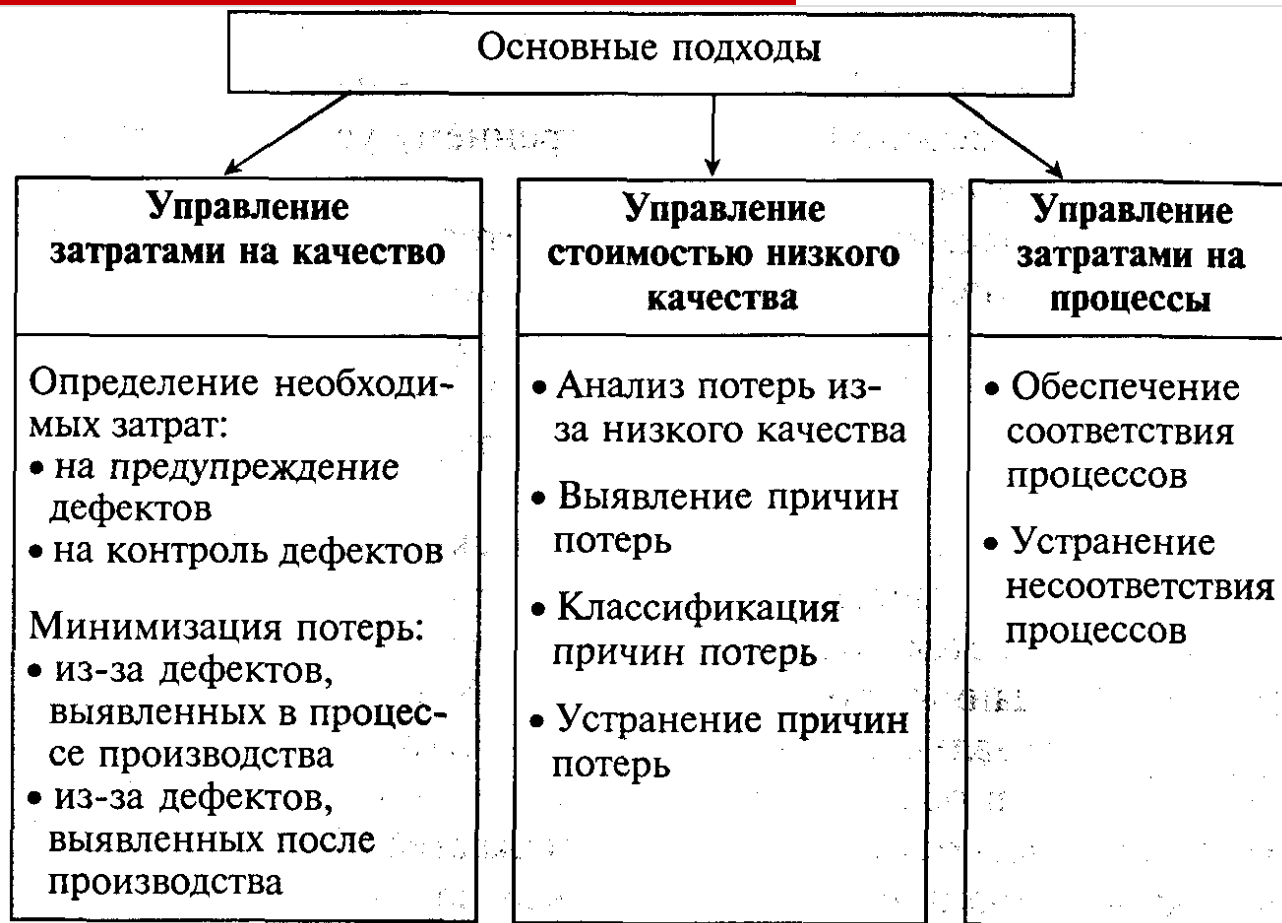 Основные подходы
Управление
затратами на качество
Определение необходи-
мых затрат:
• на предупреждение
дефектов
• на контроль дефектов
Минимизация потерь:
• из-за дефектов,
выявленных в процес-
се производства
• из-за дефектов,
выявленных после
производства
Управление
стоимостью низкого
качества
• Анализ потерь из-
за низкого качества
• Выявление причин
потерь
• Классификация
причин потерь
• Устранение причин
потерь
Управление
затратами на
процессы
• Обеспечение
соответствия
процессов
• Устранение
несоответствия
процессов